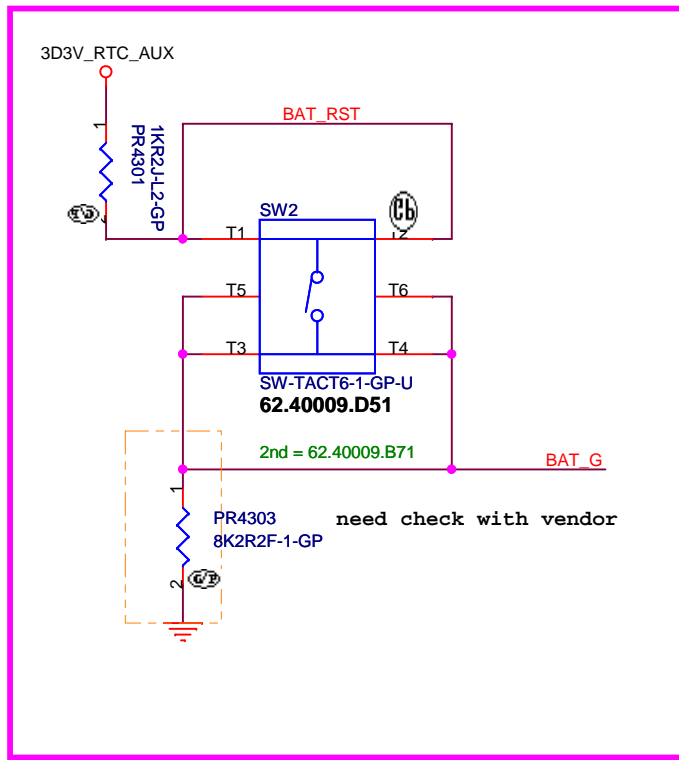 3D3V_RTC_AUX
BAT_RST
1
1KR2J-L2-GP
PR4301
SW2
T1
T5
T6
T3
T4
SW-TACT6-1-GP-U
62.40009.D51
2nd = 62.40009.B71
BAT_G
1
PR4303
need check with vendor
8K2R2F-1-GP
2
G/P